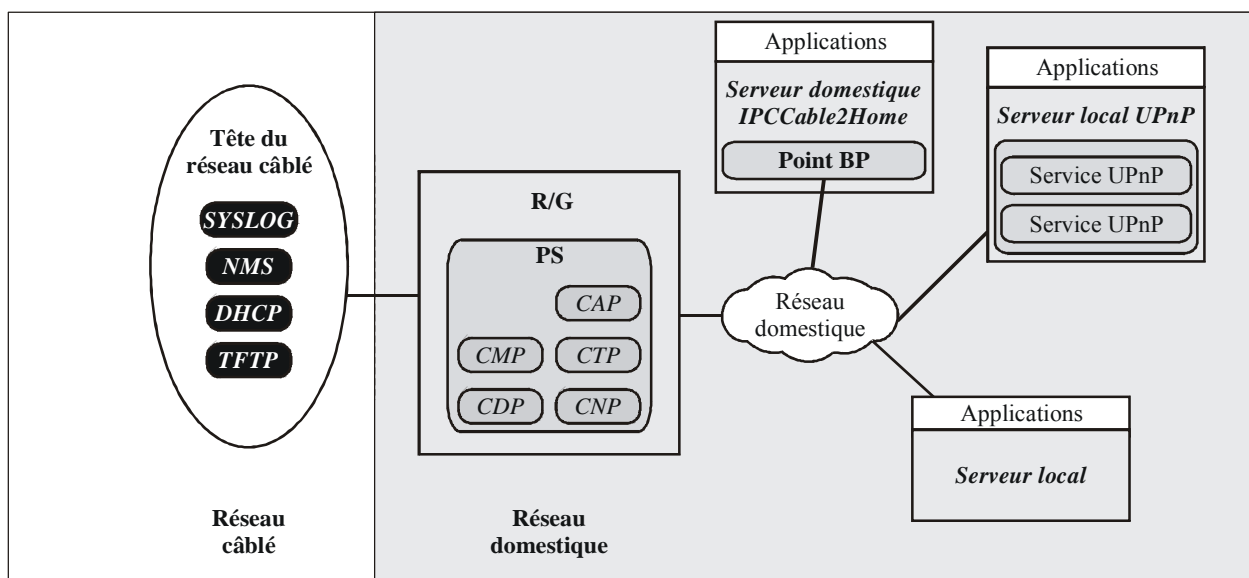 Tête du
réseau câblé
SYSLOG
NMS
DHCP
TFTP
Réseau
câblé
R/G
PS
CAP
CMP
CTP
CDP
CNP
Réseau
domestique
Applications
Serveur domestique
IPCCable2Home
Point BP
Réseau
domestique
Applications
Serveur local UPnP
Service UPnP
Service UPnP
Applications
Serveur local